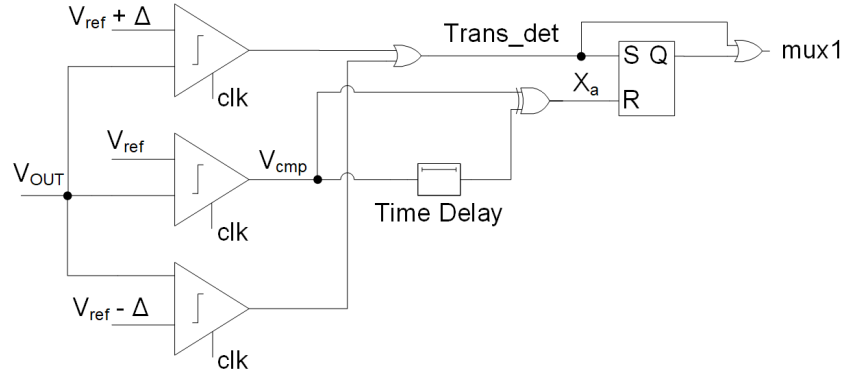 V_ref + Δ
Trans_det
S Q
mux1
clk
X_a
R
V_ref
V_cmp
V_OUT
Time Delay
clk
V_ref - Δ
clk